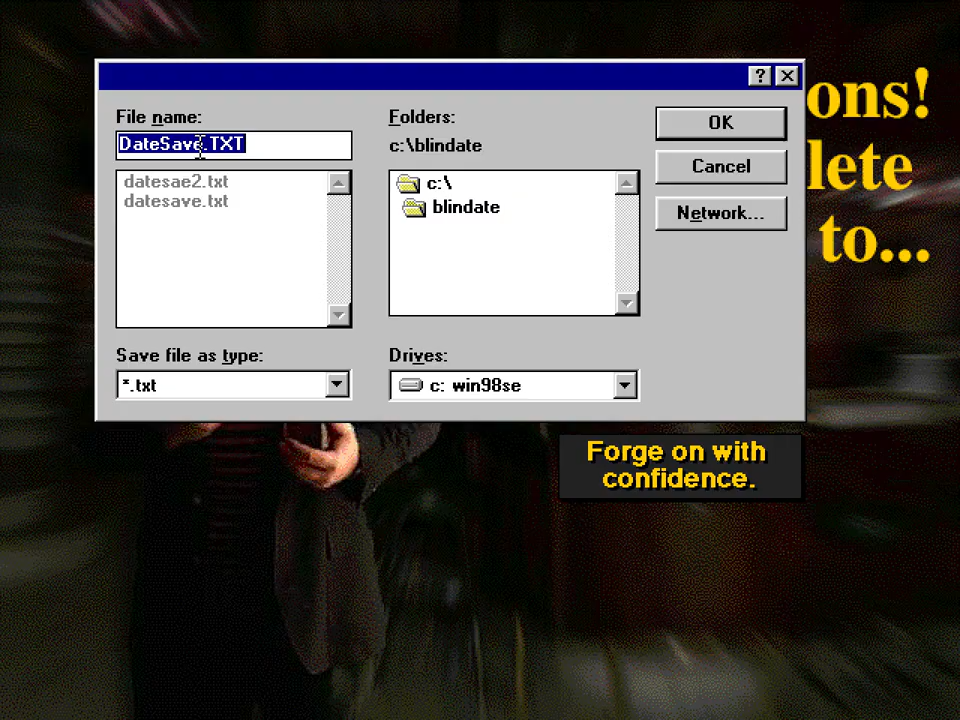 ons!
lete
to...
File name:
DateSave.TXT
datesae2.txt
datesave.txt
Save file as type:
*.txt
Folders:
c:\blindate
c:\
blindate
Drives:
c: win98se
?
OK
Cancel
Network...
Forge on with
confidence.